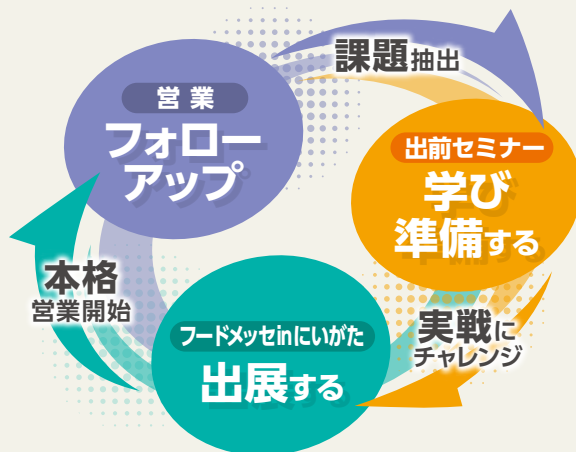 営業
フォロー
アップ
課題抽出
出前セミナー
学び
準備する
実戦に
チャレンジ
フードメッセinにいがた
出展する
本格
営業開始